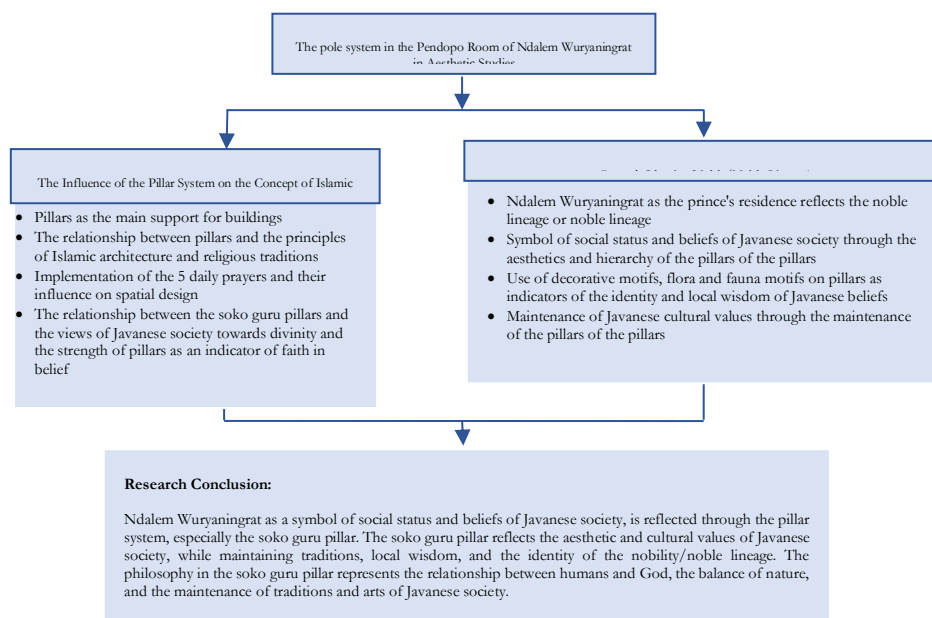 The pole system in the Pendopo Room of Ndalem Wuryaningrat
in Aesthetic Studies
The Influence of the Pillar System on the Concept of Islamic
• Pillars as the main support for buildings
• The relationship between pillars and the principles
of Islamic architecture and religious traditions
• Implementation of the 5 daily prayers and their
influence on spatial design
• The relationship between the soko guru pillars and
the views of Javanese society towards divinity and
the strength of pillars as an indicator of faith in
belief
• Ndalem Wuryaningrat as the prince's residence reflects the noble
lineage or noble lineage
• Symbol of social status and beliefs of Javanese society through the
aesthetics and hierarchy of the pillars of the pillars
• Use of decorative motifs, flora and fauna motifs on pillars as
indicators of the identity and local wisdom of Javanese beliefs
• Maintenance of Javanese cultural values through the maintenance
of the pillars of the pillars
Research Conclusion:
Ndalem Wuryaningrat as a symbol of social status and beliefs of Javanese society, is reflected through the pillar
system, especially the soko guru pillar. The soko guru pillar reflects the aesthetic and cultural values of Javanese
society, while maintaining traditions, local wisdom, and the identity of the nobility/noble lineage. The
philosophy in the soko guru pillar represents the relationship between humans and God, the balance of nature,
and the maintenance of traditions and arts of Javanese society.